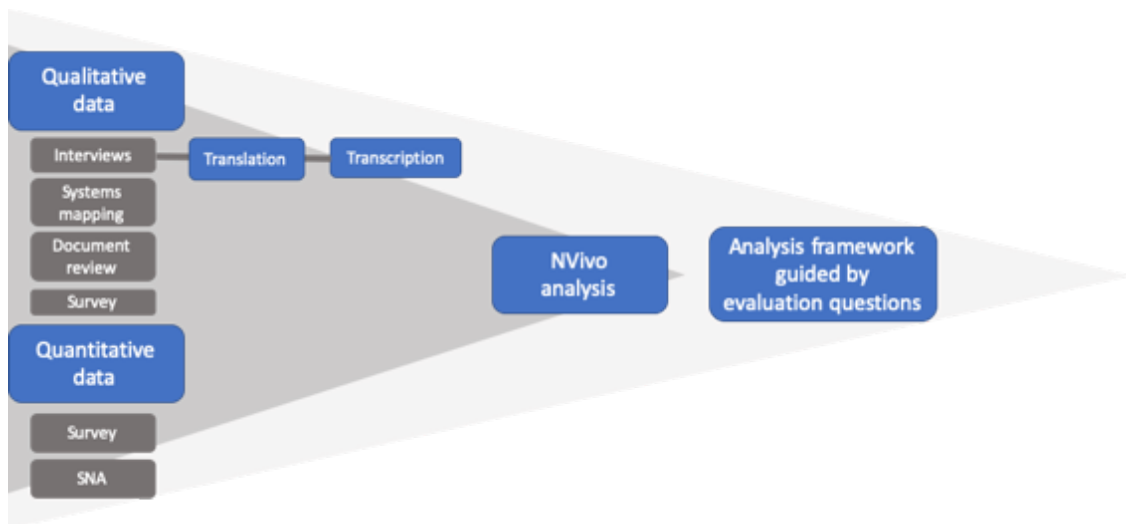 Qualitative
data
Interviews
Translation
Transcription
Systems
mapping
Document
review
Survey
NVivo
analysis
Analysis framework
guided by
evaluation questions
Quantitative
data
Survey
SNA